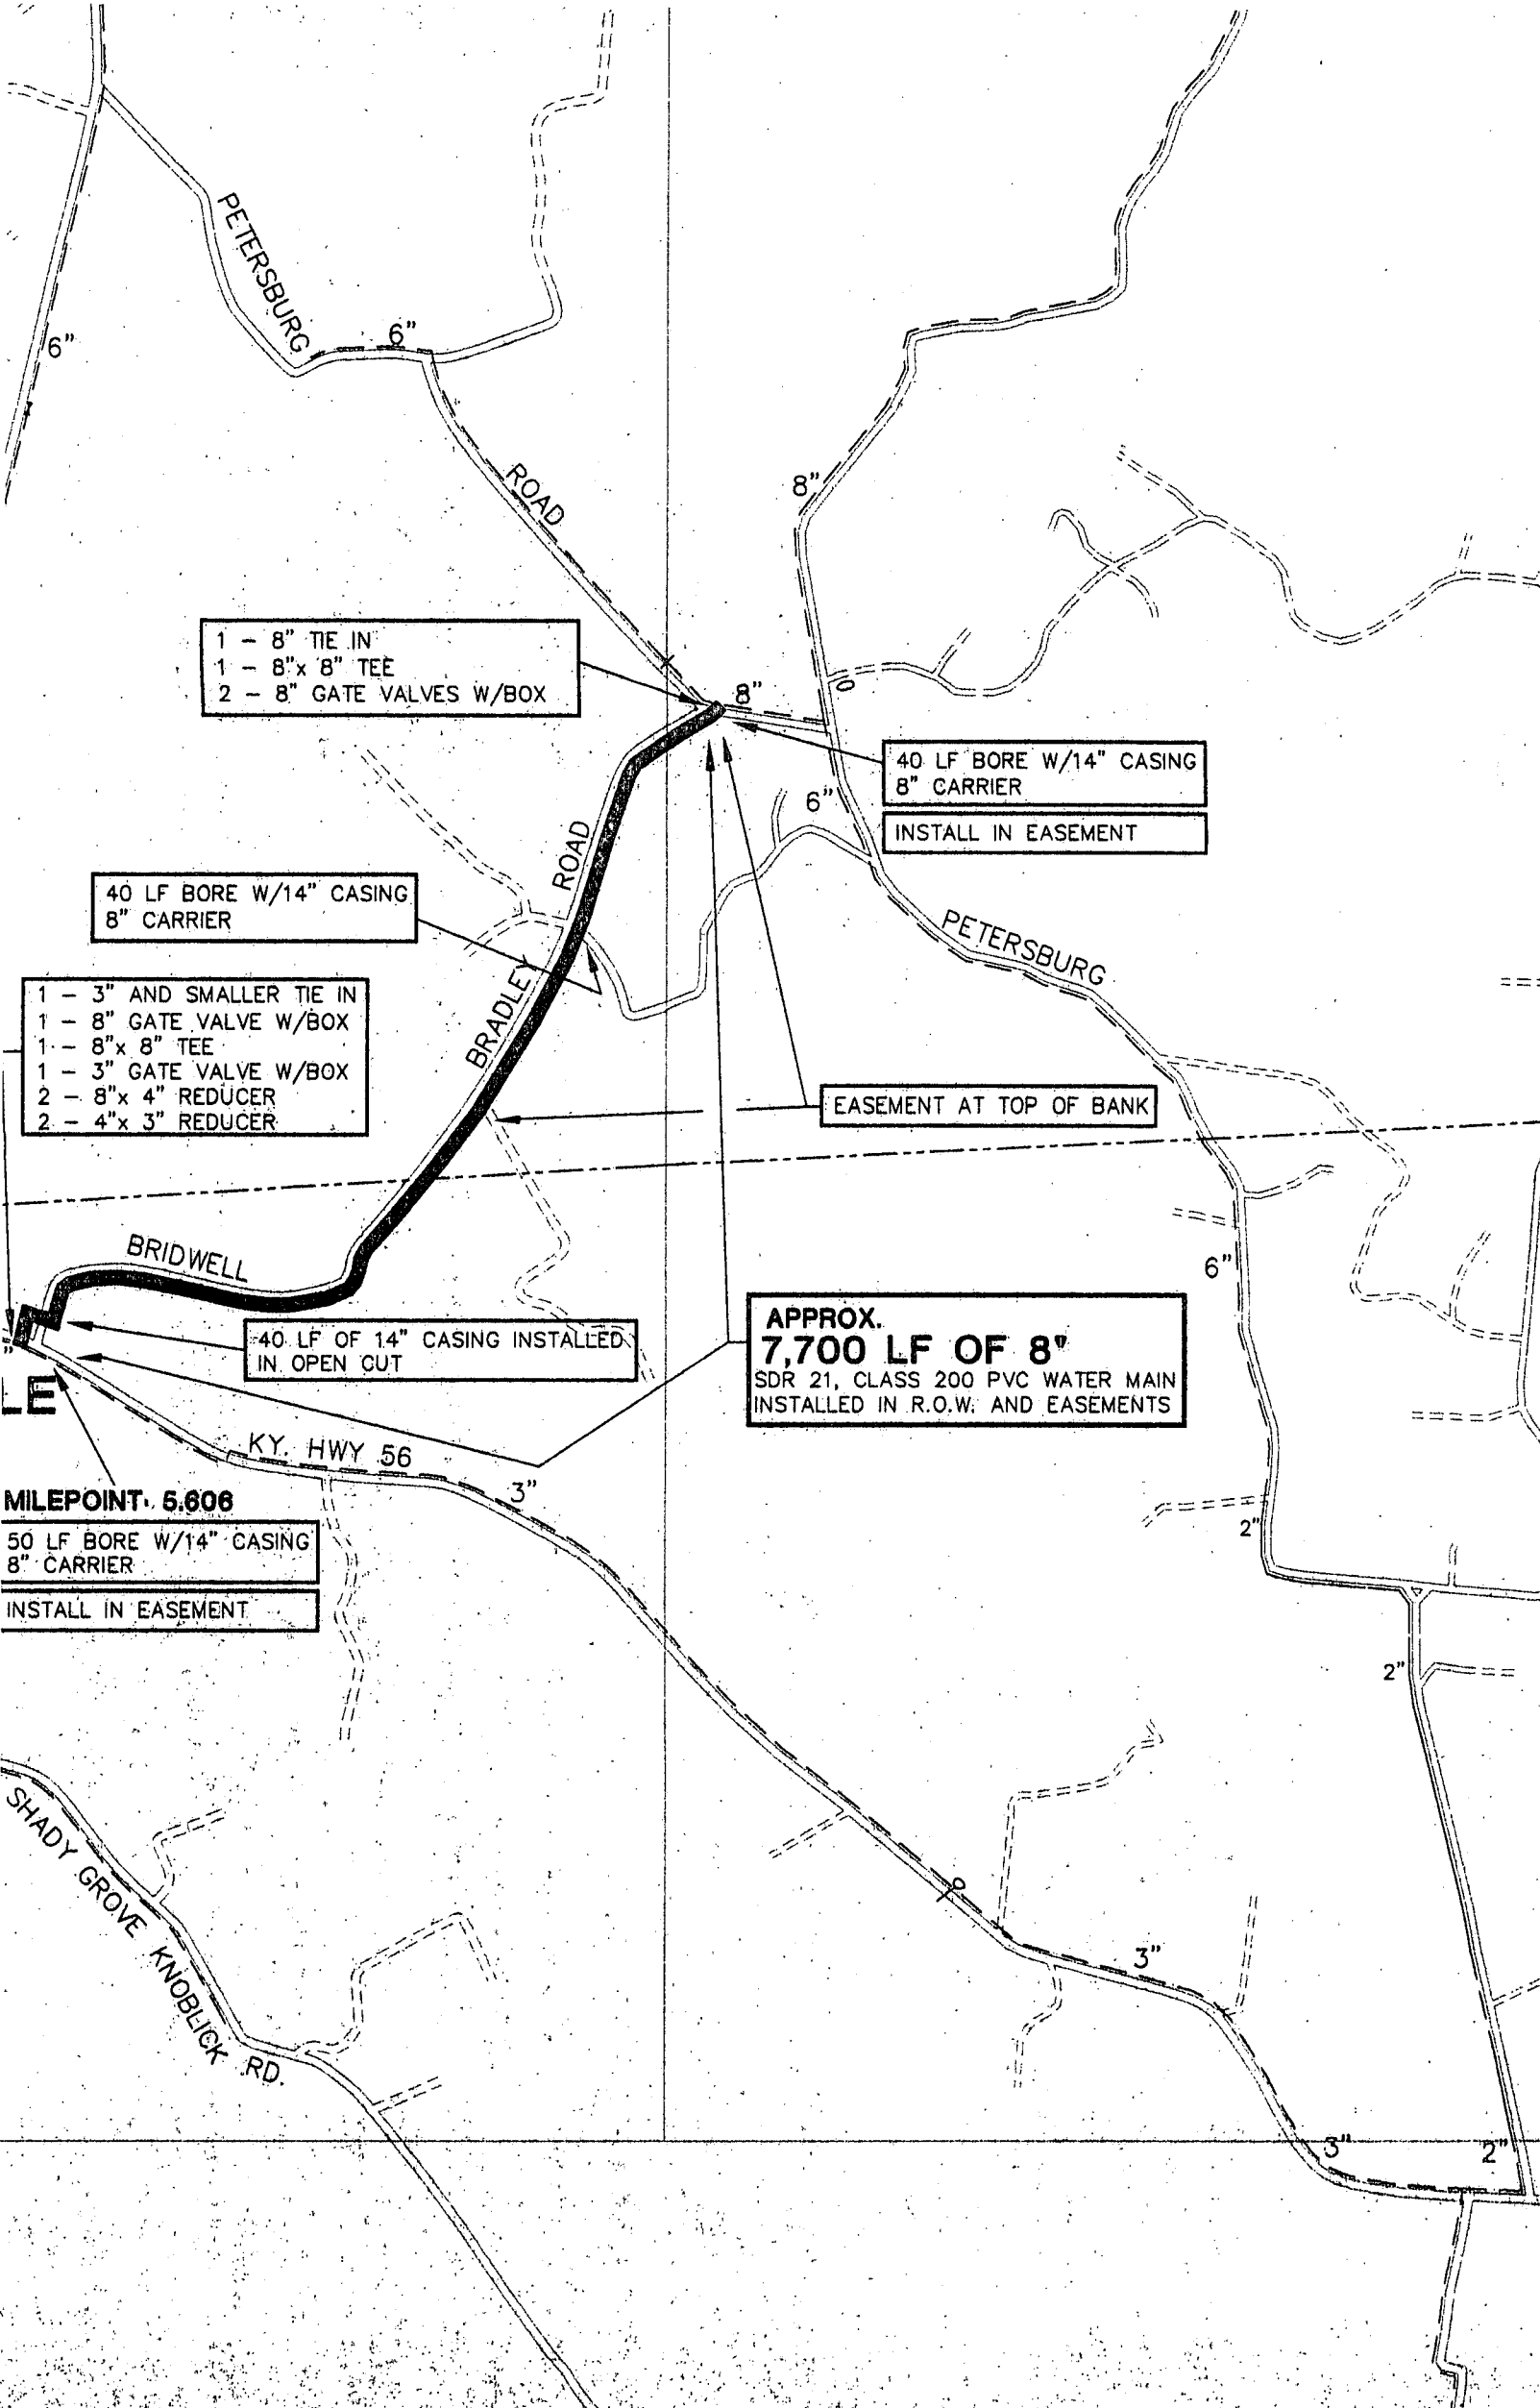 PETERSBURG
6"
6"
ROAD
8"
1 - 8" TIE IN
1 - 8"x 8" TEE
2 - 8" GATE VALVES W/BOX
8"
40 LF BORE W/14" CASING
8" CARRIER
INSTALL IN EASEMENT
6"
ROAD
40 LF BORE W/14" CASING
8" CARRIER
PETERSBURG
BRADLEY
1 - 3" AND SMALLER TIE IN
1 - 8" GATE VALVE W/BOX
1 - 8"x 8" TEE
1 - 3" GATE VALVE W/BOX
2 - 8"x 4" REDUCER
2 - 4"x 3" REDUCER
EASEMENT AT TOP OF BANK
BRIDWELL
6"
40 LF OF 14" CASING INSTALLED
IN OPEN CUT
APPROX.
7,700 LF OF 8"
SDR 21, CLASS 200 PVC WATER MAIN
INSTALLED IN R.O.W. AND EASEMENTS
"
LE
KY. HWY 56
3"
MILEPOINT 5.606
50 LF BORE W/14" CASING
8" CARRIER
INSTALL IN EASEMENT
2"
2"
SHADY GROVE KNOBLICK RD.
3"
3"
2"